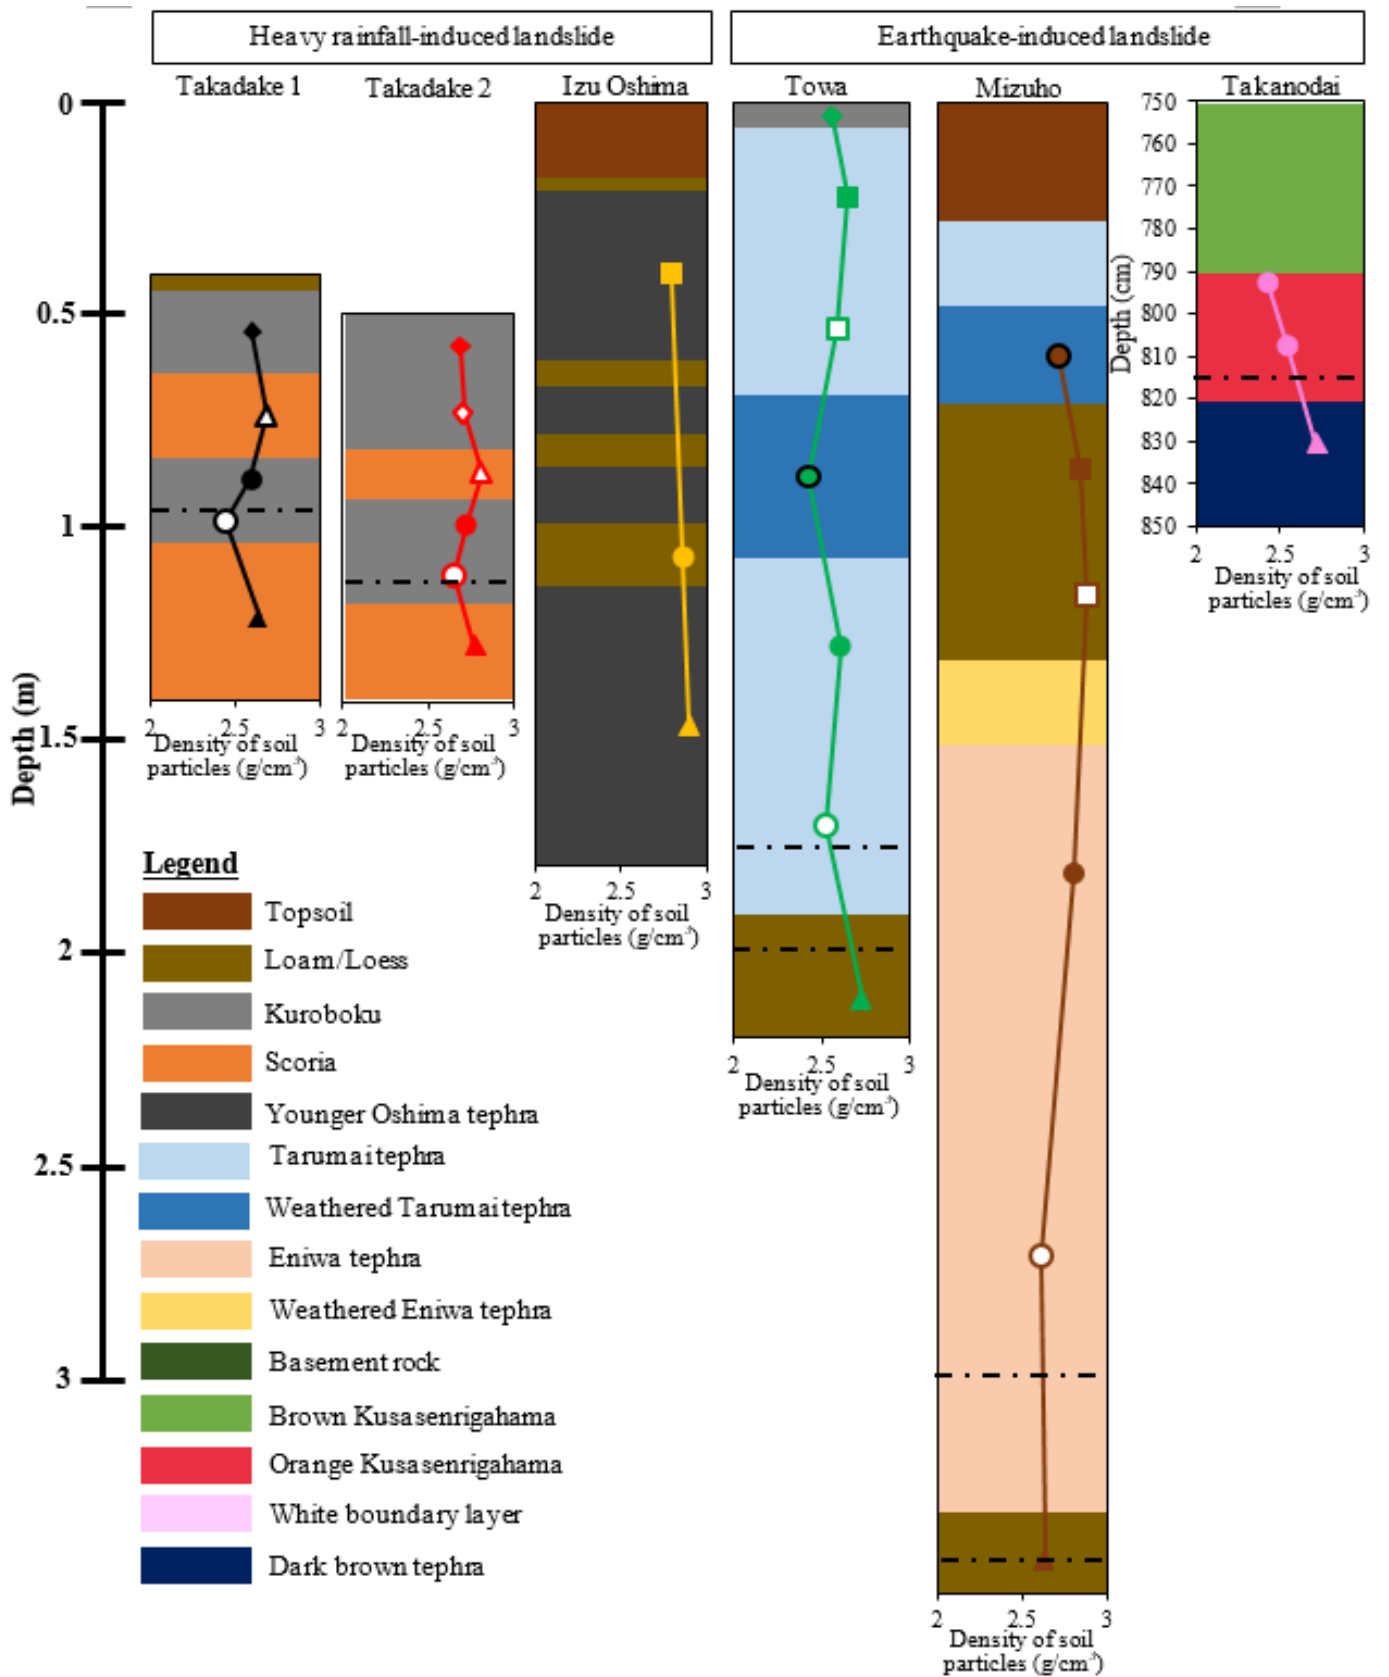 Heavy rainfall-induced landslide
Earthquake-induced landslide
Takadake 1
Takadake 2
Izu Oshima
Towa
Mizuho
Takanodai
Depth (m)
0
0.5
1
1.5
2
2.5
3
Depth (cm)
750
760
770
780
790
800
810
820
830
840
850
2 2.5 3
Density of soil
particles (g/cm³)
2 2.5 3
Density of soil
particles (g/cm³)
2 2.5 3
Density of soil
particles (g/cm³)
2 2.5 3
Density of soil
particles (g/cm³)
2 2.5 3
Density of soil
particles (g/cm³)
2 2.5 3
Density of soil
particles (g/cm³)
Legend
Topsoil
Loam/Loess
Kuroboku
Scoria
Younger Oshima tephra
Tarumai tephra
Weathered Tarumai tephra
Eniwa tephra
Weathered Eniwa tephra
Basement rock
Brown Kusasenrigahama
Orange Kusasenrigahama
White boundary layer
Dark brown tephra